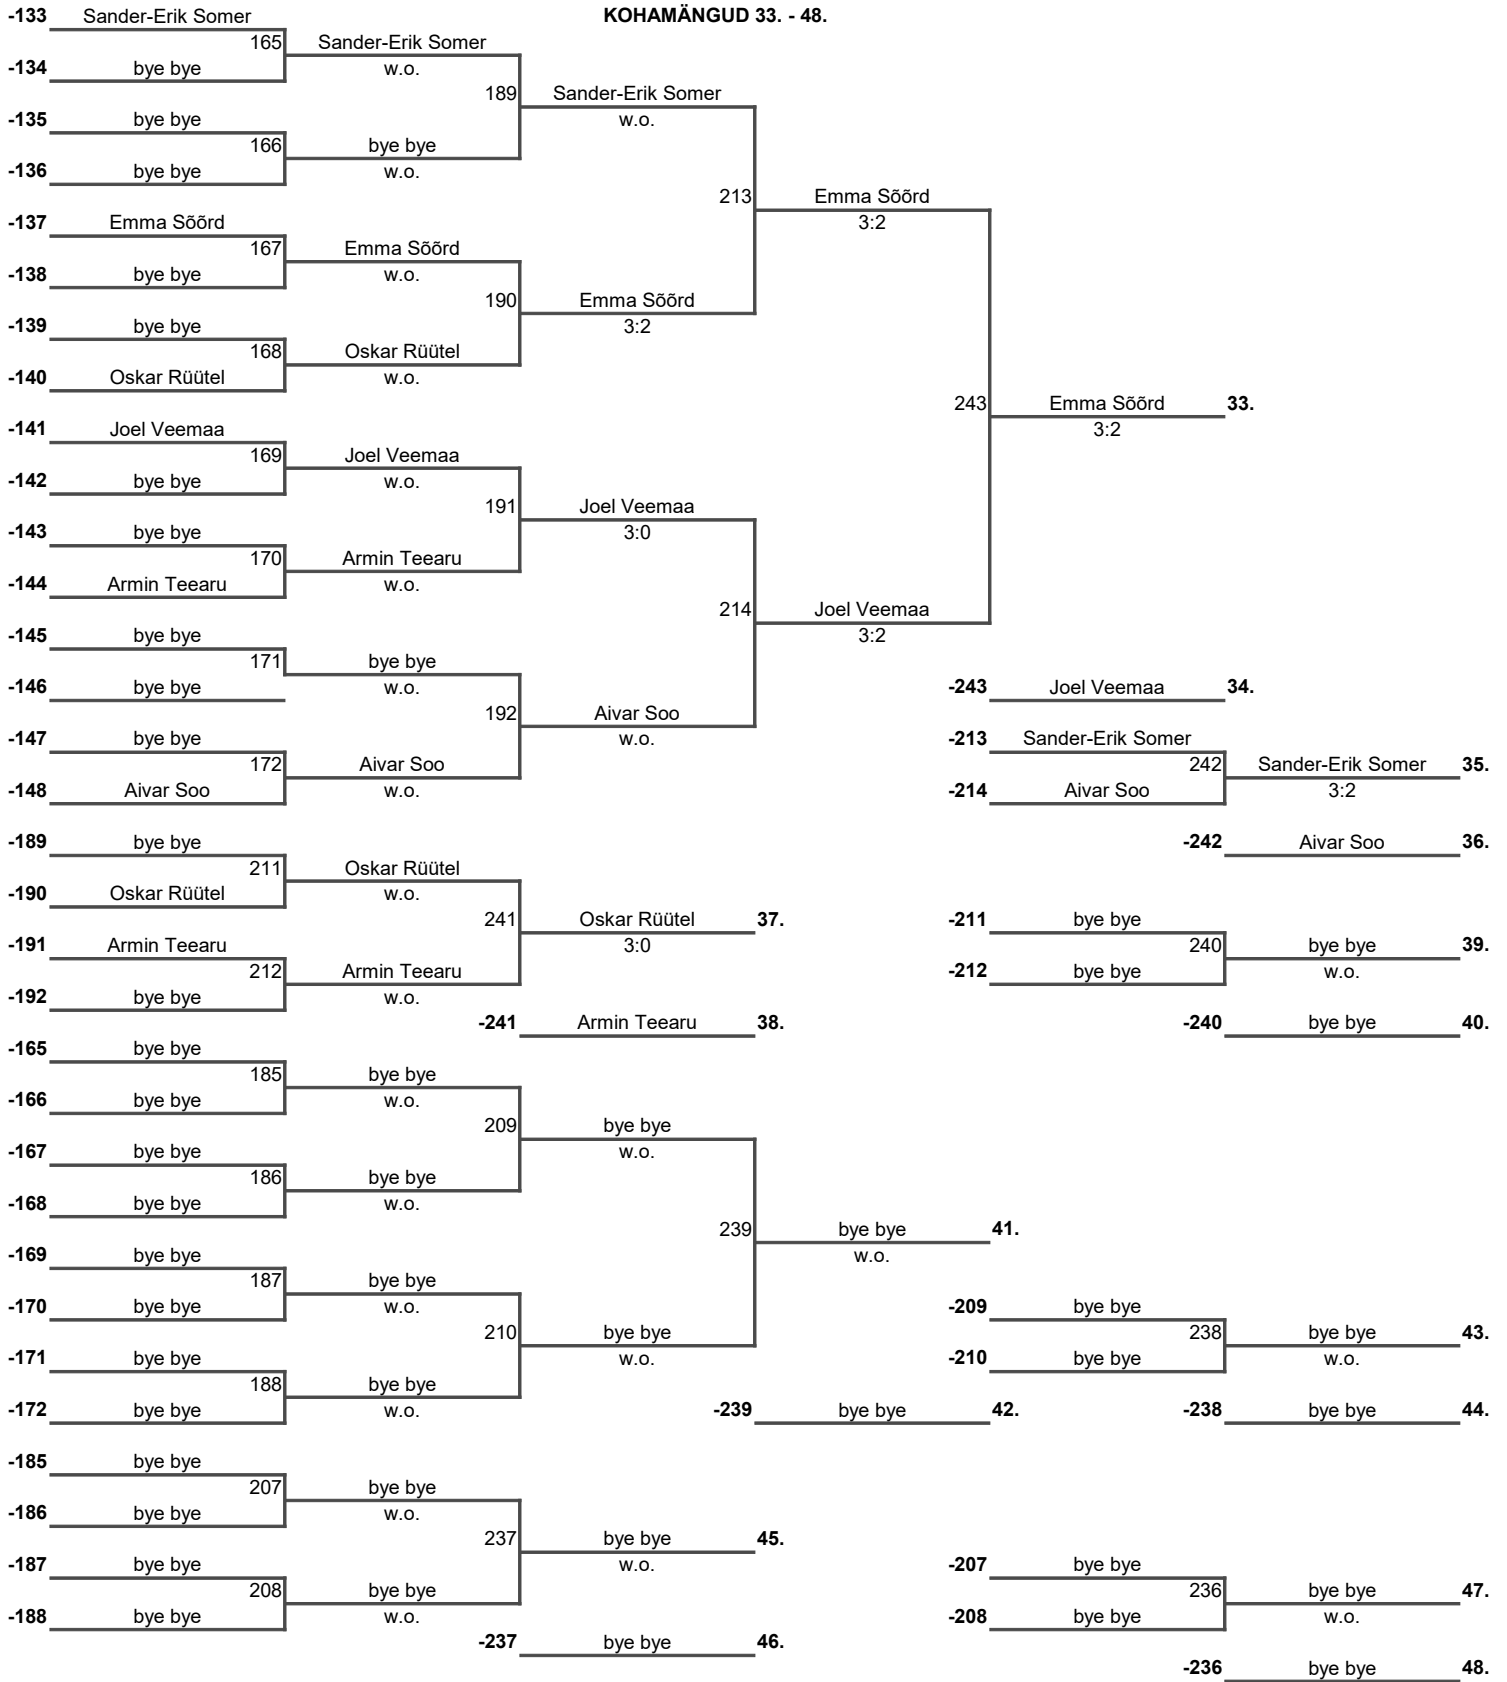 -133 Sander-Erik Somer KOHAMÄNGUD 33. - 48.
165 Sander-Erik Somer
-134 bye bye w.o.
189 Sander-Erik Somer
-135 bye bye w.o.
166 bye bye
-136 bye bye w.o.
213 Emma Sõõrd
-137 Emma Sõõrd 3:2
167 Emma Sõõrd
-138 bye bye w.o.
190 Emma Sõõrd
-139 bye bye 3:2
168 Oskar Rüütel
-140 Oskar Rüütel w.o.
243 Emma Sõõrd 33.
-141 Joel Veemaa 3:2
169 Joel Veemaa
-142 bye bye w.o.
191 Joel Veemaa
-143 bye bye 3:0
170 Armin Teearu
-144 Armin Teearu w.o.
214 Joel Veemaa
-145 bye bye 3:2
171 bye bye
-146 bye bye w.o. -243 Joel Veemaa 34.
192 Aivar Soo
-147 bye bye w.o. -213 Sander-Erik Somer
172 Aivar Soo 242 Sander-Erik Somer 35.
-148 Aivar Soo w.o. -214 Aivar Soo 3:2
-189 bye bye -242 Aivar Soo 36.
211 Oskar Rüütel
-190 Oskar Rüütel w.o.
241 Oskar Rüütel 37. -211 bye bye
-191 Armin Teearu 3:0 240 bye bye 39.
212 Armin Teearu -212 bye bye w.o.
-192 bye bye w.o.
-241 Armin Teearu 38. -240 bye bye 40.
-165 bye bye
185 bye bye
-166 bye bye w.o.
209 bye bye
-167 bye bye w.o.
186 bye bye
-168 bye bye w.o.
239 bye bye 41.
-169 bye bye w.o.
187 bye bye
-170 bye bye w.o. -209 bye bye
210 bye bye 238 bye bye 43.
-171 bye bye w.o. -210 bye bye w.o.
188 bye bye
-172 bye bye w.o. -239 bye bye 42. -238 bye bye 44.
-185 bye bye
207 bye bye
-186 bye bye w.o.
237 bye bye 45.
-187 bye bye w.o. -207 bye bye
208 bye bye 236 bye bye 47.
-188 bye bye w.o. -208 bye bye w.o.
-237 bye bye 46.
-236 bye bye 48.